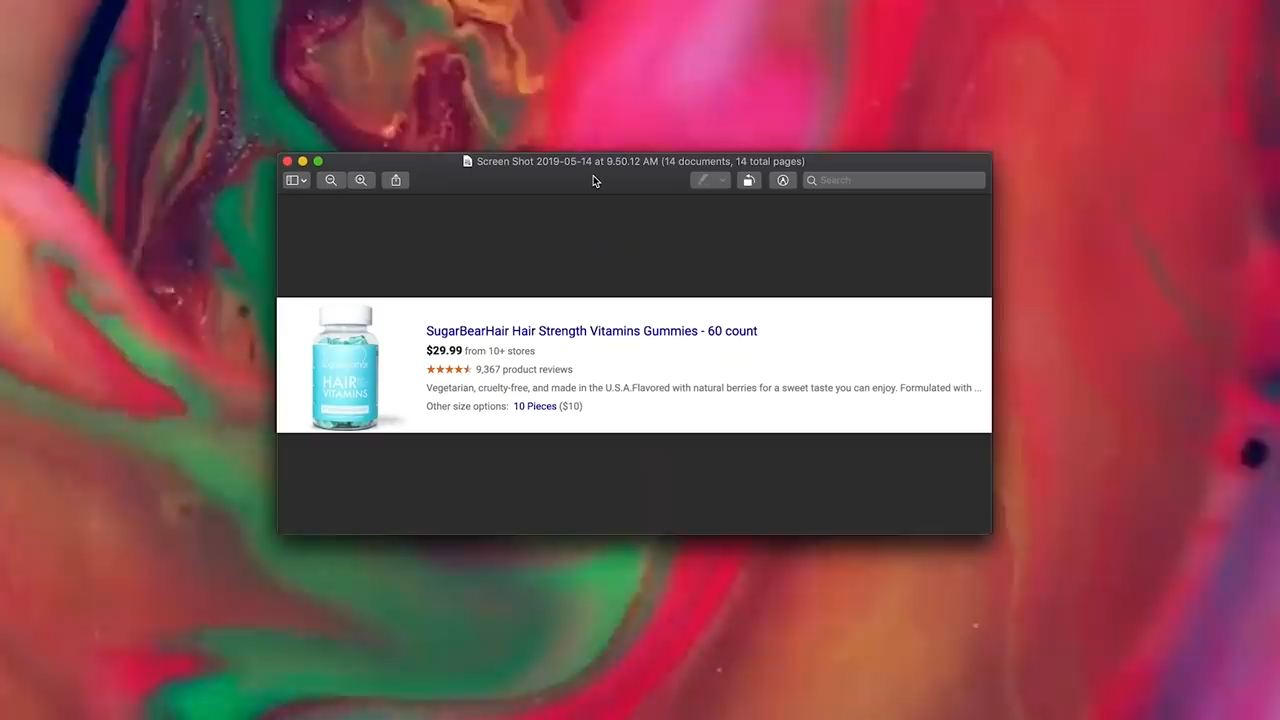 Screen Shot 2019-05-14 at 9.50.12 AM (14 documents, 14 total pages)
Search
SugarBearHair Hair Strength Vitamins Gummies - 60 count
$29.99 from 10+ stores
9,367 product reviews
Vegetarian, cruelty-free, and made in the U.S.A.Flavored with natural berries for a sweet taste you can enjoy. Formulated with ...
Other size options: 10 Pieces ($10)
HAIR
VITAMINS